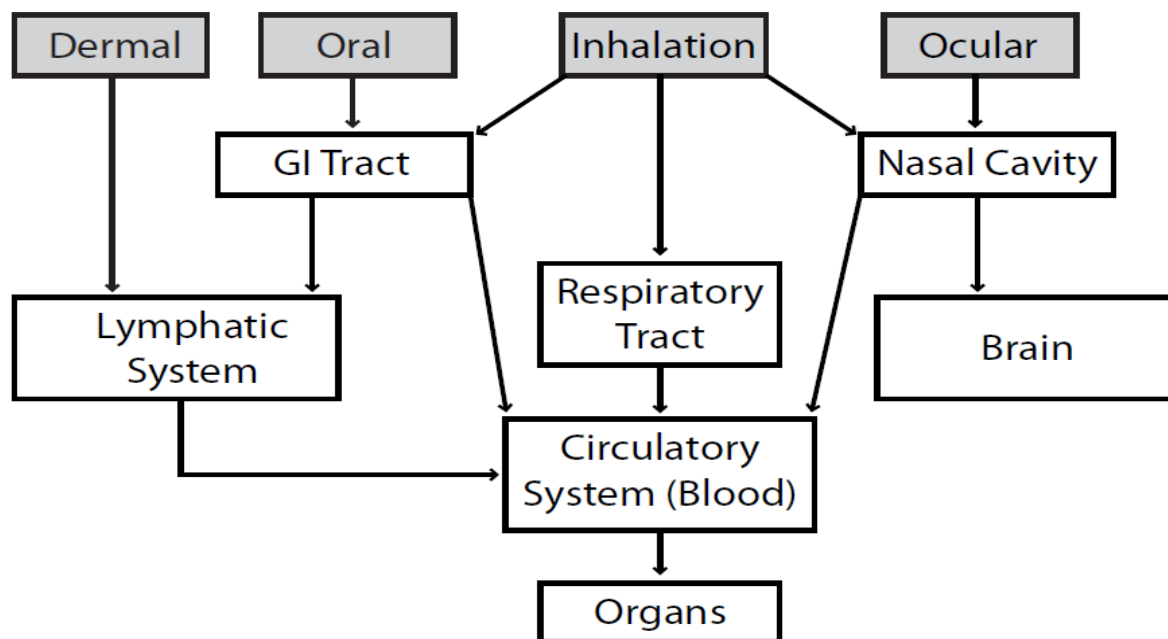 Dermal
Oral
Inhalation
Ocular
GI Tract
Nasal Cavity
Lymphatic
System
Respiratory
Tract
Brain
Circulatory
System (Blood)
Organs